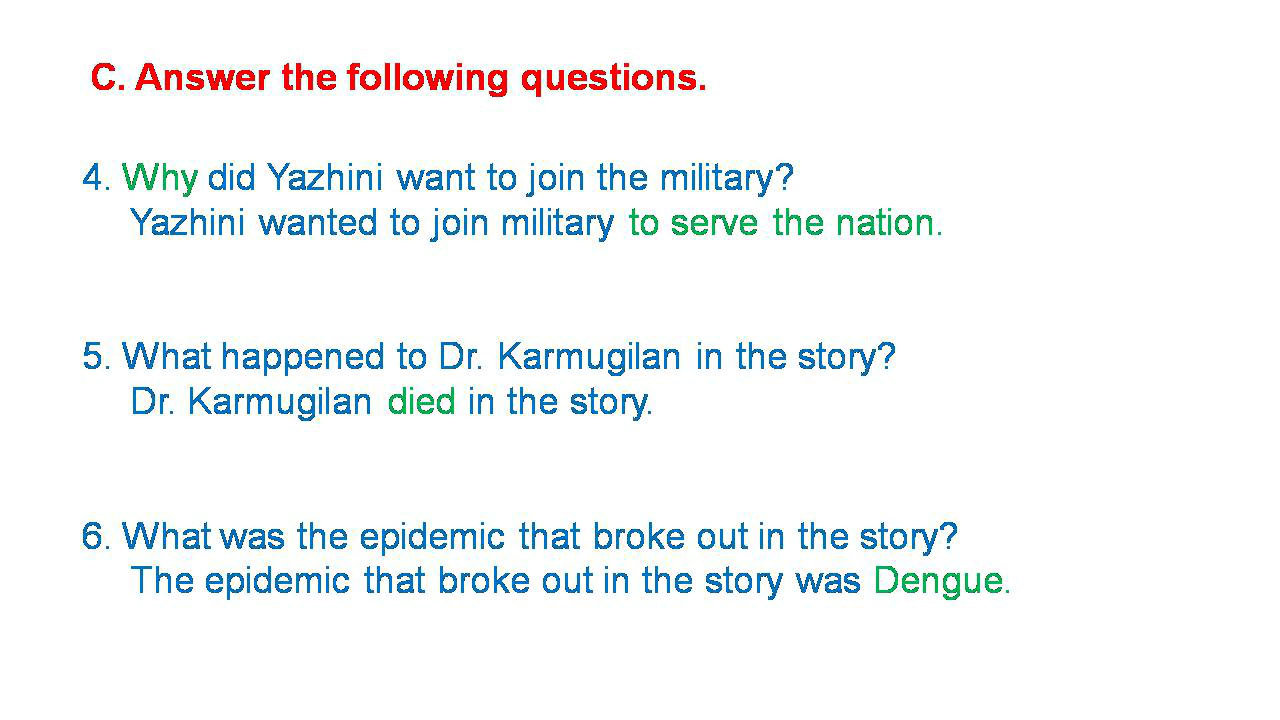 C. Answer the following questions.
4. Why did Yazhini want to join the military?
Yazhini wanted to join military to serve the nation.
5. What happened to Dr. Karmugilan in the story?
Dr. Karmugilan died in the story.
6. What was the epidemic that broke out in the story?
The epidemic that broke out in the story was Dengue.